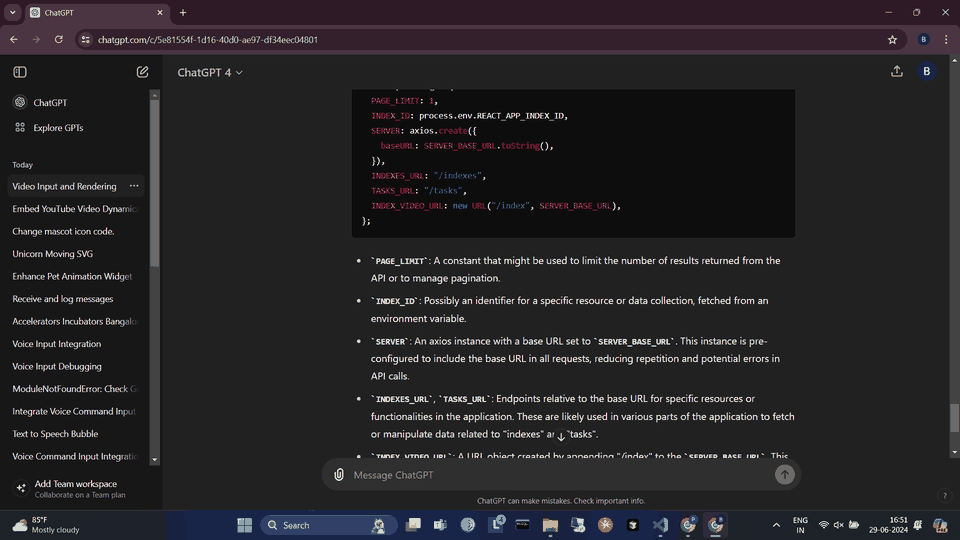 ChatGPT
chatgpt.com/c/5e81554f-1d16-40d0-ae97-df34eec04801
B
ChatGPT 4
B
ChatGPT
Explore GPTs
Today
Video Input and Rendering
Embed YouTube Video Dynamic
Change mascot icon code.
Unicorn Moving SVG
Enhance Pet Animation Widget
Receive and log messages
Accelerators Incubators Bangalo
Voice Input Integration
Voice Input Debugging
ModuleNotFoundError: Check G
Integrate Voice Command Input
Text to Speech Bubble
Voice Command Input Integratio
Add Team workspace
Collaborate on a Team plan
PAGE_LIMIT: 1,
INDEX_ID: process.env.REACT_APP_INDEX_ID,
SERVER: axios.create({
baseURL: SERVER_BASE_URL.toString(),
}),
INDEXES_URL: "/indexes",
TASKS_URL: "/tasks",
INDEX_VIDEO_URL: new URL("/index", SERVER_BASE_URL),
};
• `PAGE_LIMIT`: A constant that might be used to limit the number of results returned from the
API or to manage pagination.
• `INDEX_ID`: Possibly an identifier for a specific resource or data collection, fetched from an
environment variable.
• `SERVER`: An axios instance with a base URL set to `SERVER_BASE_URL`. This instance is pre-
configured to include the base URL in all requests, reducing repetition and potential errors in
API calls.
• `INDEXES_URL`, `TASKS_URL`: Endpoints relative to the base URL for specific resources or
functionalities in the application. These are likely used in various parts of the application to fetch
or manipulate data related to "indexes" an "tasks".
• `INDEX_VIDEO_URL`: A URL object created by appending "/index" to the `SERVER_BASE_URL`. This
Message ChatGPT
ChatGPT can make mistakes. Check important info.
?
85°F
Mostly cloudy
Search
ENG
IN
16:51
29-06-2024